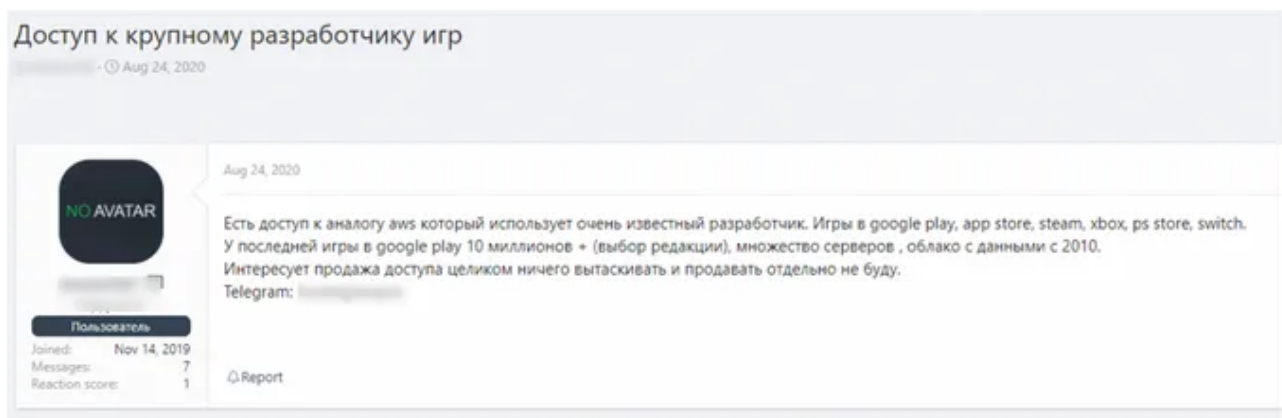 Доступ к крупному разработчику игр
· Aug 24, 2020
Aug 24, 2020
NO AVATAR
Есть доступ к аналогу aws который использует очень известный разработчик. Игры в google play, app store, steam, xbox, ps store, switch.
У последней игры в google play 10 миллионов + (выбор редакции), множество серверов , облако с данными с 2010.
Интересует продажа доступа целиком ничего вытаскивать и продавать отдельно не буду.
Telegram:
Пользователь
Joined: Nov 14, 2019
Messages: 7
Reaction score: 1
Report